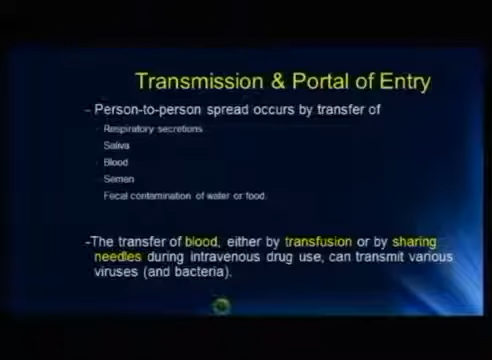 Transmission & Portal of Entry
- Person-to-person spread occurs by transfer of
Respiratory secretions
Saliva
Blood
Semen
Fecal contamination of water or food.
-The transfer of blood, either by transfusion or by sharing
needles during intravenous drug use, can transmit various
viruses (and bacteria).